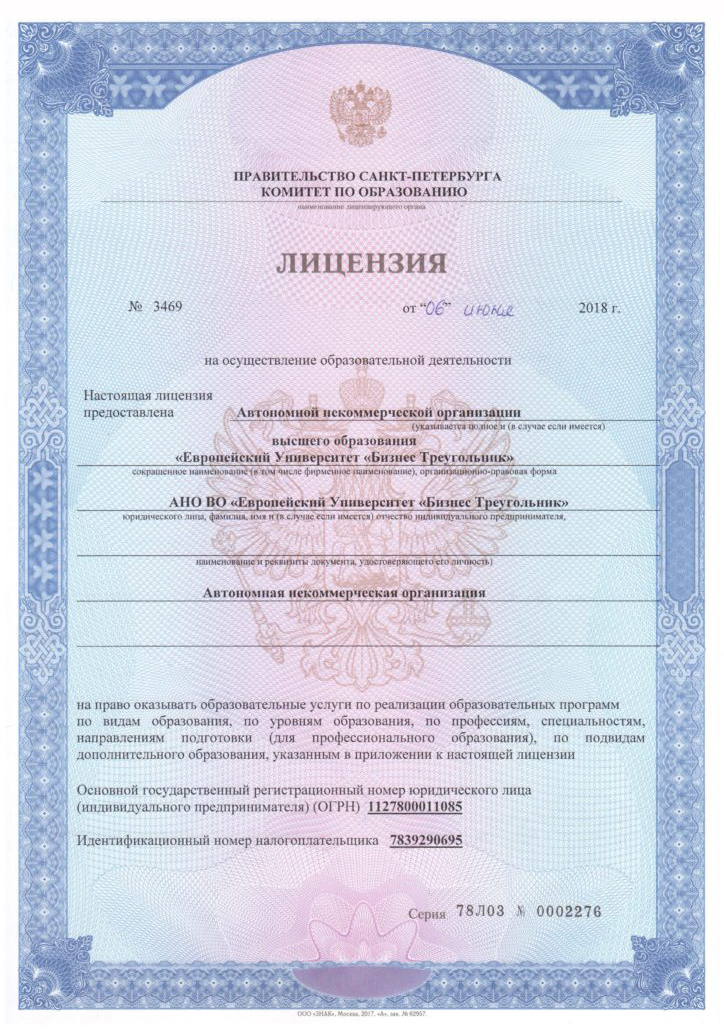 ПРАВИТЕЛЬСТВО САНКТ-ПЕТЕРБУРГА
КОМИТЕТ ПО ОБРАЗОВАНИЮ
наименование лицензирующего органа
ЛИЦЕНЗИЯ
№ 3469 от "06" июня 2018 г.
на осуществление образовательной деятельности
Настоящая лицензия
предоставлена Автономной некоммерческой организации
(указывается полное и (в случае если имеется)
высшего образования
«Европейский Университет «Бизнес Треугольник»
сокращенное наименование (в том числе фирменное наименование), организационно-правовая форма
АНО ВО «Европейский Университет «Бизнес Треугольник»
юридического лица, фамилия, имя и (в случае если имеется) отчество индивидуального предпринимателя,
наименование и реквизиты документа, удостоверяющего его личность)
Автономная некоммерческая организация
на право оказывать образовательные услуги по реализации образовательных программ
по видам образования, по уровням образования, по профессиям, специальностям,
направлениям подготовки (для профессионального образования), по подвидам
дополнительного образования, указанным в приложении к настоящей лицензии
Основной государственный регистрационный номер юридического лица
(индивидуального предпринимателя) (ОГРН) 1127800011085
Идентификационный номер налогоплательщика 7839290695
Серия 78Л03 № 0002276
ООО «ЗНАК», Москва, 2017, «А», зак. № 62957.